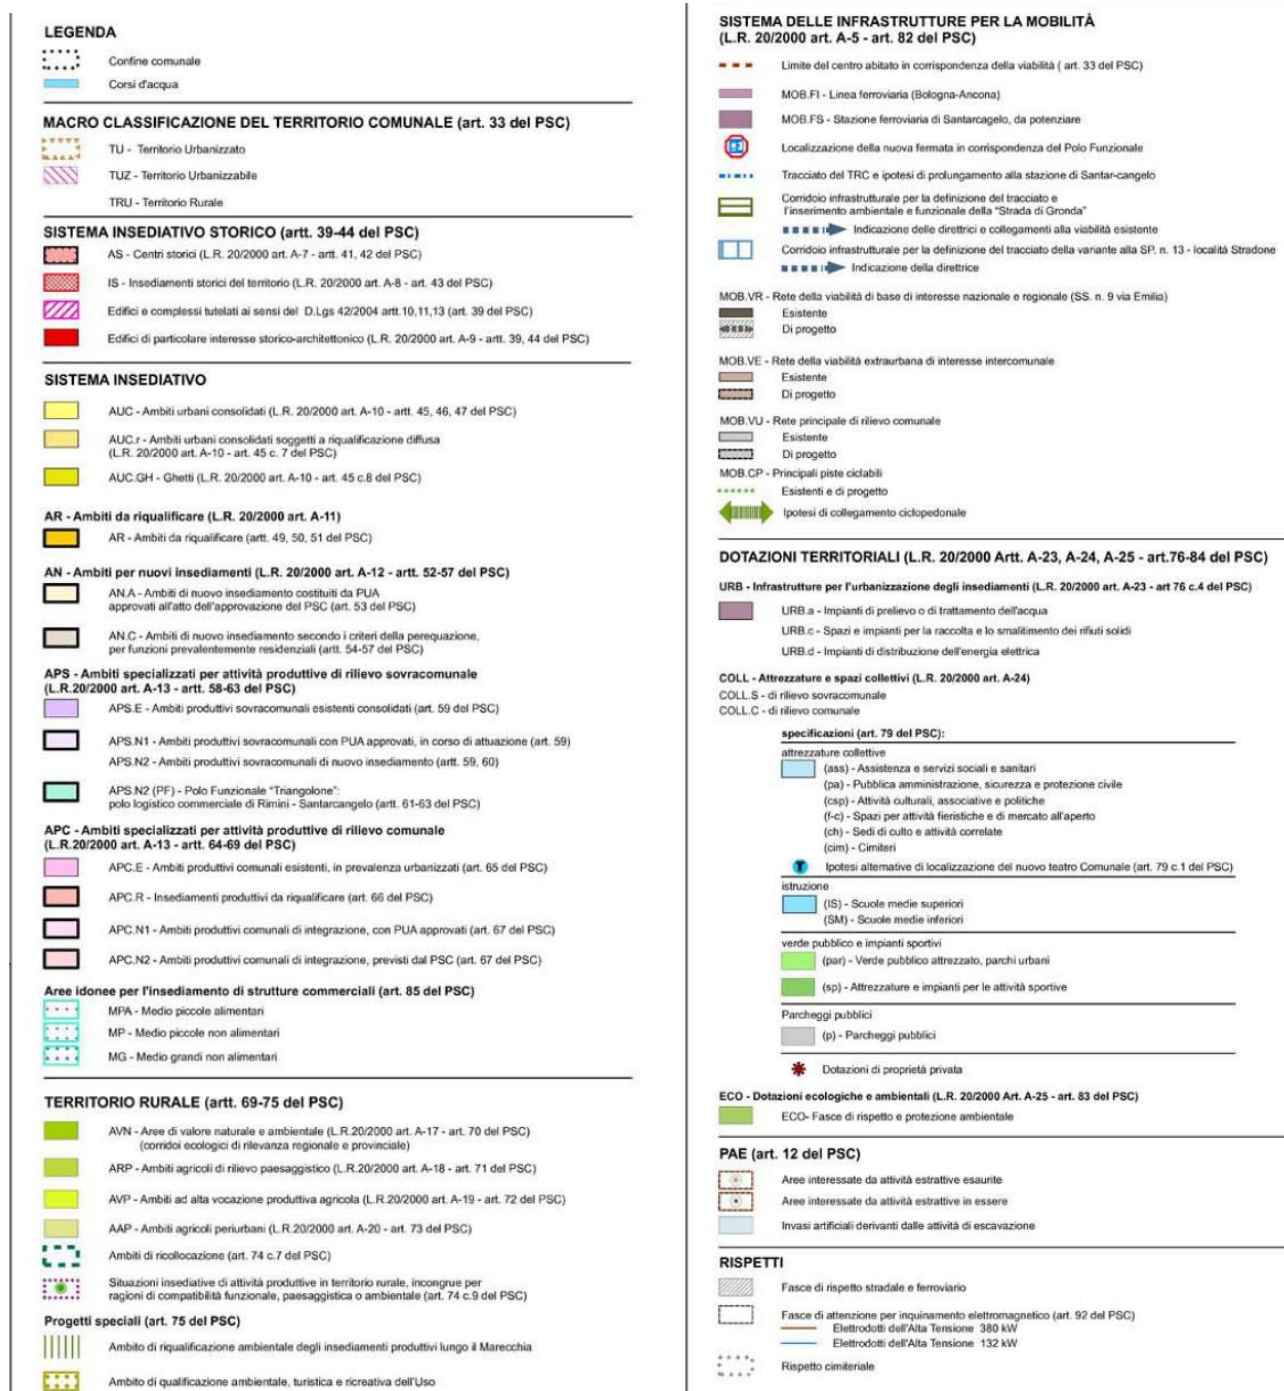 LEGENDA
Confine comunale
Corsi d'acqua
MACRO CLASSIFICAZIONE DEL TERRITORIO COMUNALE (art. 33 del PSC)
TU - Territorio Urbanizzato
TUZ - Territorio Urbanizzabile
TRU - Territorio Rurale
SISTEMA INSEDIATIVO STORICO (artt. 39-44 del PSC)
AS - Centri storici (L.R. 20/2000 art. A-7 - artt. 41, 42 del PSC)
IS - Insediamenti storici del territorio (L.R. 20/2000 art. A-8 - art. 43 del PSC)
Edifici e complessi tutelati ai sensi del D.Lgs 42/2004 artt.10,11,13 (art. 39 del PSC)
Edifici di particolare interesse storico-architettonico (L.R. 20/2000 art. A-9 - artt. 39, 44 del PSC)
SISTEMA INSEDIATIVO
AUC - Ambiti urbani consolidati (L.R. 20/2000 art. A-10 - artt. 45, 46, 47 del PSC)
AUC.r - Ambiti urbani consolidati soggetti a riqualificazione diffusa
(L.R. 20/2000 art. A-10 - art. 45 c. 7 del PSC)
AUC.GH - Ghetti (L.R. 20/2000 art. A-10 - art. 45 c.8 del PSC)
AR - Ambiti da riqualificare (L.R. 20/2000 art. A-11)
AR - Ambiti da riqualificare (artt. 49, 50, 51 del PSC)
AN - Ambiti per nuovi insediamenti (L.R. 20/2000 art. A-12 - artt. 52-57 del PSC)
AN.A - Ambiti di nuovo insediamento costituiti da PUA
approvati all'atto dell'approvazione del PSC (art. 53 del PSC)
AN.C - Ambiti di nuovo insediamento secondo i criteri della perequazione,
per funzioni prevalentemente residenziali (artt. 54-57 del PSC)
APS - Ambiti specializzati per attività produttive di rilievo sovracomunale
(L.R.20/2000 art. A-13 - artt. 58-63 del PSC)
APS.E - Ambiti produttivi sovracomunali esistenti consolidati (art. 59 del PSC)
APS.N1 - Ambiti produttivi sovracomunali con PUA approvati, in corso di attuazione (art. 59)
APS.N2 - Ambiti produttivi sovracomunali di nuovo insediamento (artt. 59, 60)
APS.N2 (PF) - Polo Funzionale "Triangolone":
polo logistico commerciale di Rimini - Santarcangelo (artt. 61-63 del PSC)
APC - Ambiti specializzati per attività produttive di rilievo comunale
(L.R.20/2000 art. A-13 - artt. 64-69 del PSC)
APC.E - Ambiti produttivi comunali esistenti, in prevalenza urbanizzati (art. 65 del PSC)
APC.R - Insediamenti produttivi da riqualificare (art. 66 del PSC)
APC.N1 - Ambiti produttivi comunali di integrazione, con PUA approvati (art. 67 del PSC)
APC.N2 - Ambiti produttivi comunali di integrazione, previsti dal PSC (art. 67 del PSC)
Aree idonee per l'insediamento di strutture commerciali (art. 85 del PSC)
MPA - Medio piccole alimentari
MP - Medio piccole non alimentari
MG - Medio grandi non alimentari
TERRITORIO RURALE (artt. 69-75 del PSC)
AVN - Aree di valore naturale e ambientale (L.R.20/2000 art. A-17 - art. 70 del PSC)
(corridoi ecologici di rilevanza regionale e provinciale)
ARP - Ambiti agricoli di rilievo paesaggistico (L.R.20/2000 art. A-18 - art. 71 del PSC)
AVP - Ambiti ad alta vocazione produttiva agricola (L.R.20/2000 art. A-19 - art. 72 del PSC)
AAP - Ambiti agricoli periurbani (L.R.20/2000 art. A-20 - art. 73 del PSC)
Ambiti di ricollocazione (art. 74 c.7 del PSC)
Situazioni insediative di attività produttive in territorio rurale, incongrue per
ragioni di compatibilità funzionale, paesaggistica o ambientale (art. 74 c.9 del PSC)
Progetti speciali (art. 75 del PSC)
Ambito di riqualificazione ambientale degli insediamenti produttivi lungo il Marecchia
Ambito di qualificazione ambientale, turistica e ricreativa dell'Uso
SISTEMA DELLE INFRASTRUTTURE PER LA MOBILITÀ
(L.R. 20/2000 art. A-5 - art. 82 del PSC)
Limite del centro abitato in corrispondenza della viabilità ( art. 33 del PSC)
MOB.FI - Linea ferroviaria (Bologna-Ancona)
MOB.FS - Stazione ferroviaria di Santarcagelo, da potenziare
Localizzazione della nuova fermata in corrispondenza del Polo Funzionale
Tracciato del TRC e ipotesi di prolungamento alla stazione di Santar-cangelo
Corridoio infrastrutturale per la definizione del tracciato e
l'inserimento ambientale e funzionale della "Strada di Gronda"
Indicazione delle direttrici e collegamenti alla viabilità esistente
Corridoio infrastrutturale per la definizione del tracciato della variante alla SP. n. 13 - località Stradone
Indicazione della direttrice
MOB.VR - Rete della viabilità di base di interesse nazionale e regionale (SS. n. 9 via Emilia)
Esistente
Di progetto
MOB.VE - Rete della viabilità extraurbana di interesse intercomunale
Esistente
Di progetto
MOB.VU - Rete principale di rilievo comunale
Esistente
Di progetto
MOB.CP - Principali piste ciclabili
Esistenti e di progetto
Ipotesi di collegamento ciclopedonale
DOTAZIONI TERRITORIALI (L.R. 20/2000 Artt. A-23, A-24, A-25 - art.76-84 del PSC)
URB - Infrastrutture per l'urbanizzazione degli insediamenti (L.R. 20/2000 art. A-23 - art 76 c.4 del PSC)
URB.a - Impianti di prelievo o di trattamento dell'acqua
URB.c - Spazi e impianti per la raccolta e lo smalitimento dei rifiuti solidi
URB.d - Impianti di distribuzione dell'energia elettrica
COLL - Attrezzature e spazi collettivi (L.R. 20/2000 art. A-24)
COLL.S - di rilievo sovracomunale
COLL.C - di rilievo comunale
specificazioni (art. 79 del PSC):
attrezzature collettive
(ass) - Assistenza e servizi sociali e sanitari
(pa) - Pubblica amministrazione, sicurezza e protezione civile
(csp) - Attività culturali, associative e politiche
(f-c) - Spazi per attività fieristiche e di mercato all'aperto
(ch) - Sedi di culto e attività correlate
(cim) - Cimiteri
T Ipotesi alternative di localizzazione del nuovo teatro Comunale (art. 79 c.1 del PSC)
istruzione
(IS) - Scuole medie superiori
(SM) - Scuole medie inferiori
verde pubblico e impianti sportivi
(par) - Verde pubblico attrezzato, parchi urbani
(sp) - Attrezzature e impianti per le attività sportive
Parcheggi pubblici
(p) - Parcheggi pubblici
Dotazioni di proprietà privata
ECO - Dotazioni ecologiche e ambientali (L.R. 20/2000 Art. A-25 - art. 83 del PSC)
ECO- Fasce di rispetto e protezione ambientale
PAE (art. 12 del PSC)
Aree interessate da attività estrattive esaurite
Aree interessate da attività estrattive in essere
Invasi artificiali derivanti dalle attività di escavazione
RISPETTI
Fasce di rispetto stradale e ferroviario
Fasce di attenzione per inquinamento elettromagnetico (art. 92 del PSC)
Elettrodotti dell'Alta Tensione 380 kW
Elettrodotti dell'Alta Tensione 132 kW
Rispetto cimiteriale